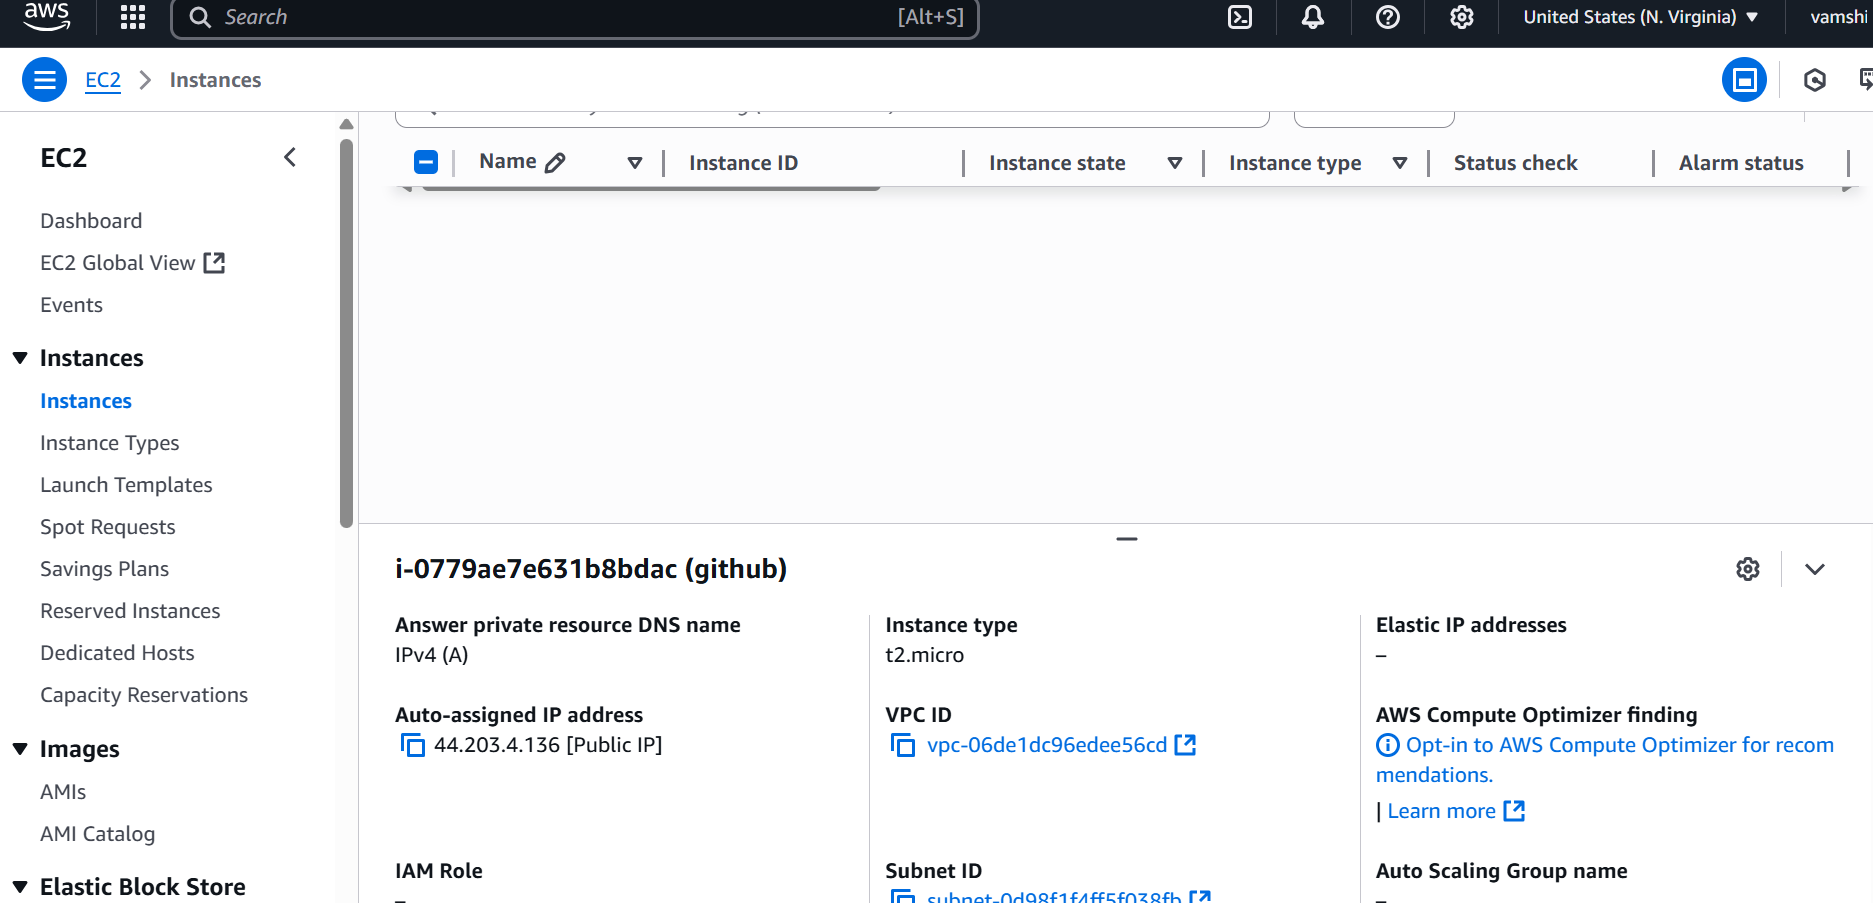 aws
Search
[Alt+S]
United States (N. Virginia)
vamshi
EC2
Instances
EC2
Dashboard
EC2 Global View
Events
Instances
Instances
Instance Types
Launch Templates
Spot Requests
Savings Plans
Reserved Instances
Dedicated Hosts
Capacity Reservations
Images
AMIs
AMI Catalog
Elastic Block Store
Name
Instance ID
Instance state
Instance type
Status check
Alarm status
i-0779ae7e631b8bdac (github)
Answer private resource DNS name
IPv4 (A)
Instance type
t2.micro
Elastic IP addresses
–
Auto-assigned IP address
44.203.4.136 [Public IP]
VPC ID
vpc-06de1dc96edee56cd
AWS Compute Optimizer finding
Opt-in to AWS Compute Optimizer for recom
mendations.
| Learn more
IAM Role
–
Subnet ID
subnet-0d98f1f4ff5f038fb
Auto Scaling Group name
–